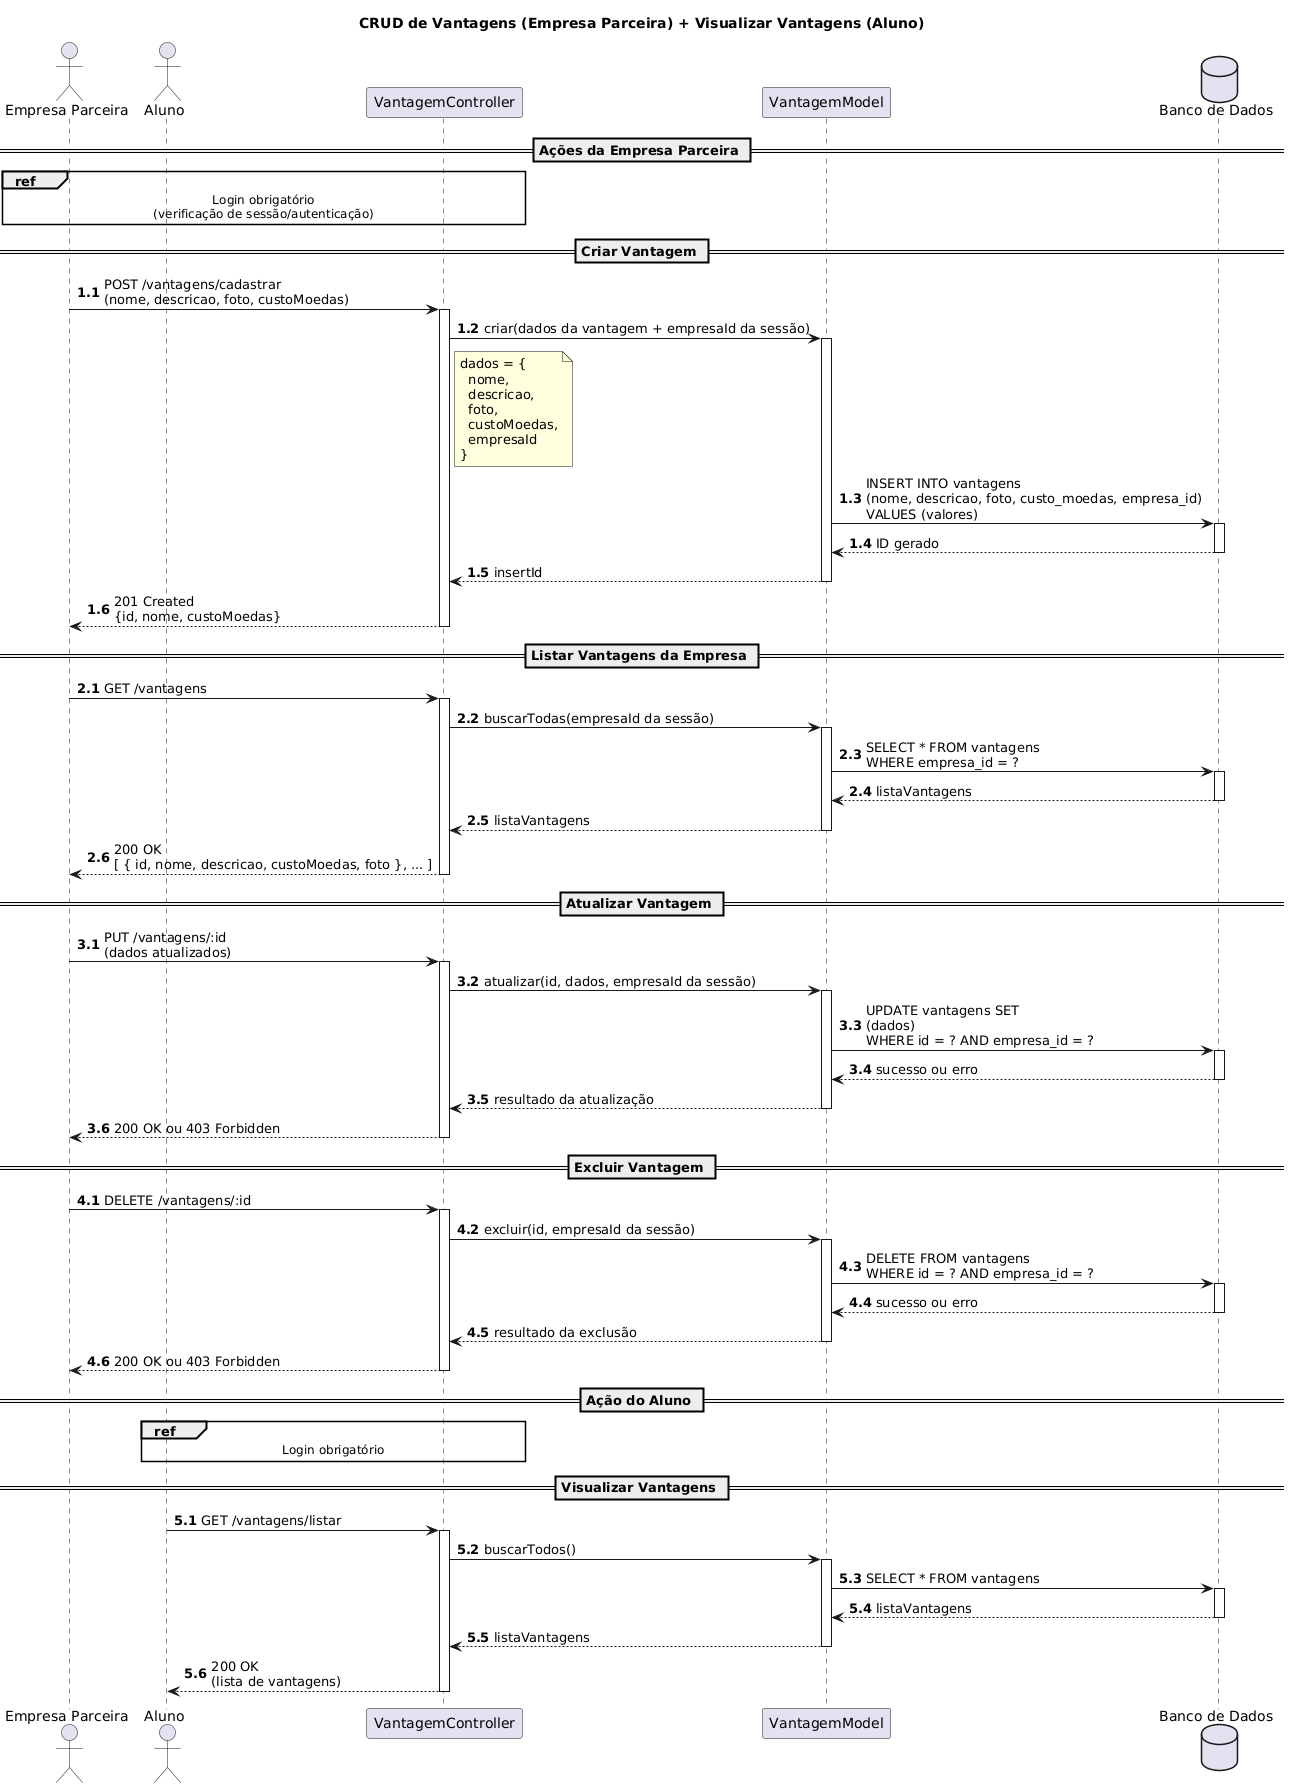 CRUD de Vantagens (Empresa Parceira) + Visualizar Vantagens (Aluno)
Empresa Parceira
Aluno
VantagemController
VantagemModel
Banco de Dados
Ações da Empresa Parceira
ref
Login obrigatório
(verificação de sessão/autenticação)
Criar Vantagem
1.1 POST /vantagens/cadastrar
(nome, descricao, foto, custoMoedas)
1.2 criar(dados da vantagem + empresaId da sessão)
dados = {
nome,
descricao,
foto,
custoMoedas,
empresaId
}
1.3 INSERT INTO vantagens
(nome, descricao, foto, custo_moedas, empresa_id)
VALUES (valores)
1.4 ID gerado
1.5 insertId
1.6 201 Created
{id, nome, custoMoedas}
Listar Vantagens da Empresa
2.1 GET /vantagens
2.2 buscarTodas(empresaId da sessão)
2.3 SELECT * FROM vantagens
WHERE empresa_id = ?
2.4 listaVantagens
2.5 listaVantagens
2.6 200 OK
[ { id, nome, descricao, custoMoedas, foto }, ... ]
Atualizar Vantagem
3.1 PUT /vantagens/:id
(dados atualizados)
3.2 atualizar(id, dados, empresaId da sessão)
3.3 UPDATE vantagens SET
(dados)
WHERE id = ? AND empresa_id = ?
3.4 sucesso ou erro
3.5 resultado da atualização
3.6 200 OK ou 403 Forbidden
Excluir Vantagem
4.1 DELETE /vantagens/:id
4.2 excluir(id, empresaId da sessão)
4.3 DELETE FROM vantagens
WHERE id = ? AND empresa_id = ?
4.4 sucesso ou erro
4.5 resultado da exclusão
4.6 200 OK ou 403 Forbidden
Ação do Aluno
ref
Login obrigatório
Visualizar Vantagens
5.1 GET /vantagens/listar
5.2 buscarTodos()
5.3 SELECT * FROM vantagens
5.4 listaVantagens
5.5 listaVantagens
5.6 200 OK
(lista de vantagens)
Empresa Parceira
Aluno
VantagemController
VantagemModel
Banco de Dados